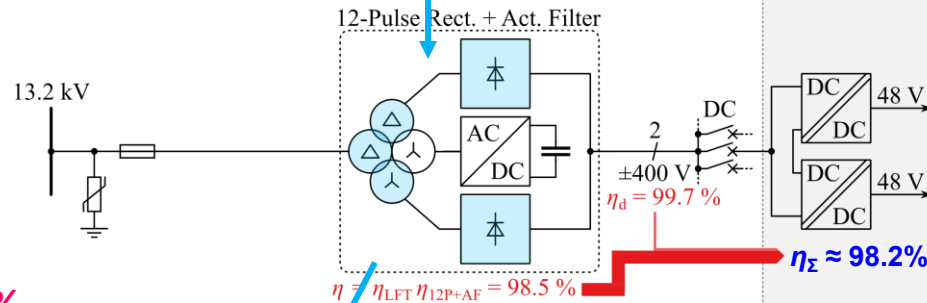 12-Pulse Rect. + Act. Filter
13.2 kV
AC
DC
2
±400 V
DC
DC
DC
48 V
DC
DC
48 V
ηd = 99.7 %
ηΣ ≈ 98.2%
η = ηLFT η12P+AF = 98.5 %
%